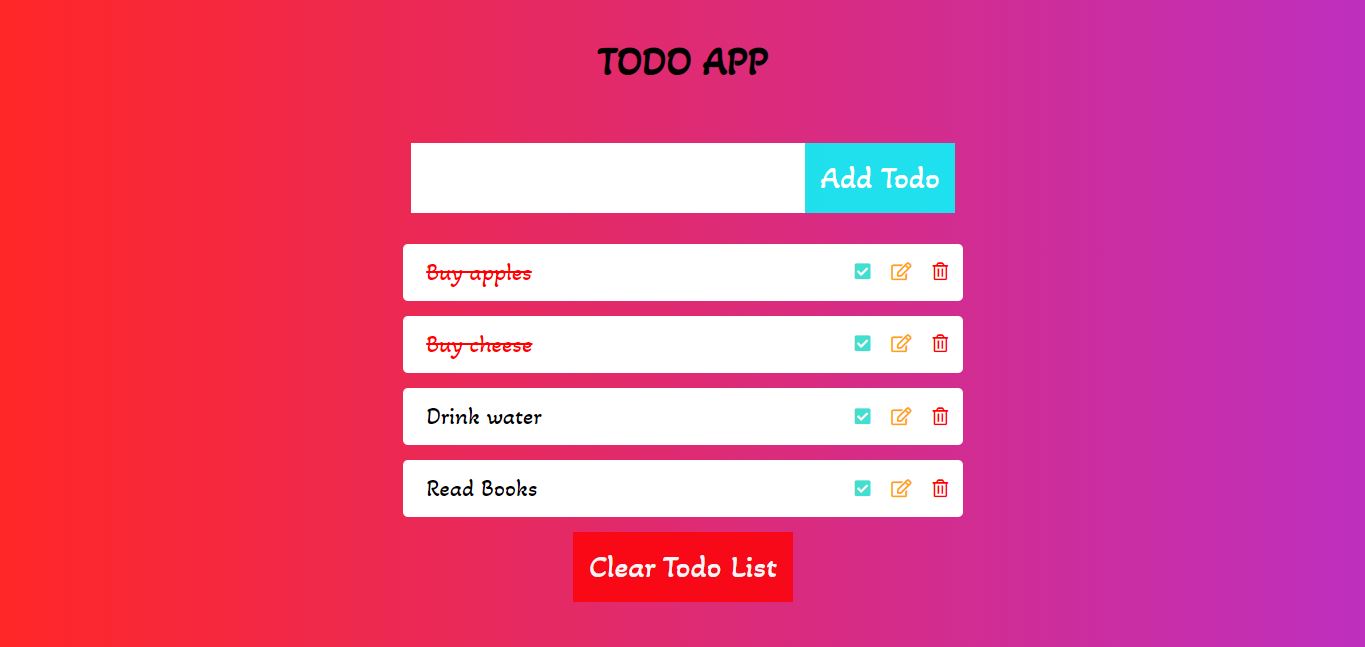 TODO APP
Add Todo
Buy apples
Buy cheese
Drink water
Read Books
Clear Todo List